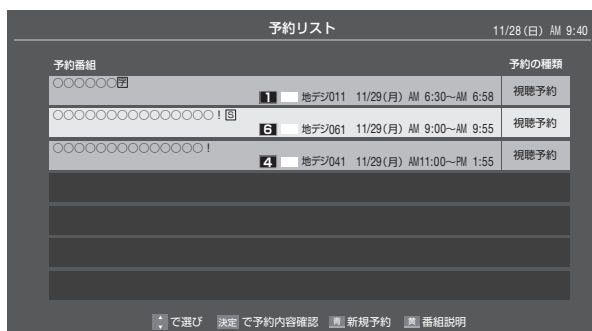 予約リスト 11/28(日) AM 9:40
予約番組 予約の種類
○○○○○○字
1 地デジ011 11/29(月) AM 6:30～AM 6:58 視聴予約
○○○○○○○○○○○○○○○!S
6 地デジ061 11/29(月) AM 9:00～AM 9:55 視聴予約
○○○○○○○○○○○○○○!
4 地デジ041 11/29(月) AM11:00～PM 1:55 視聴予約
で選び 決定 で予約内容確認 青 新規予約 黄 番組説明